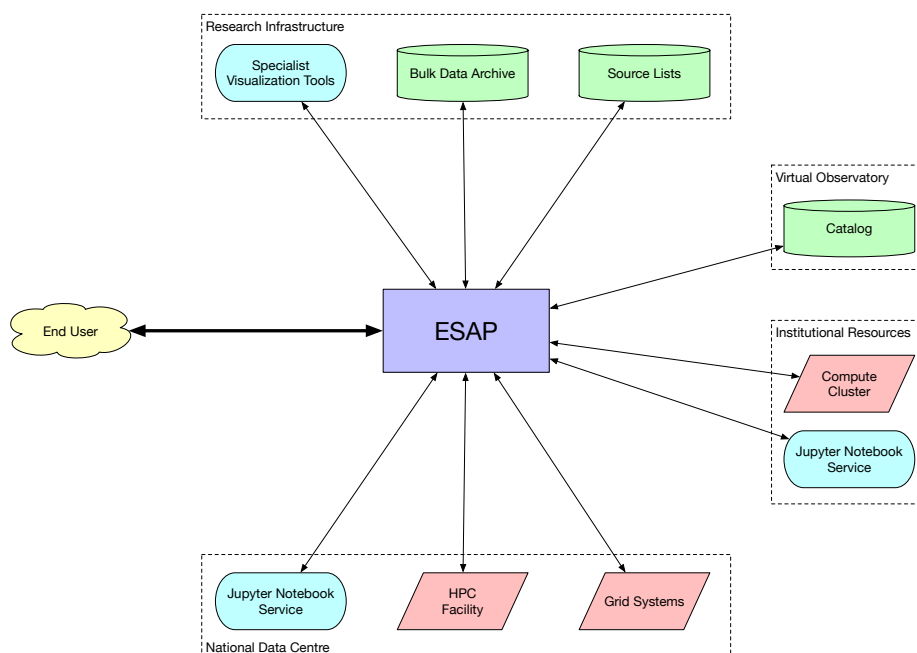 Research Infrastructure
Specialist
Visualization Tools
Bulk Data Archive
Source Lists
Virtual Observatory
Catalog
End User
ESAP
Institutional Resources
Compute
Cluster
Jupyter Notebook
Service
Jupyter Notebook
Service
HPC
Facility
Grid Systems
National Data Centre